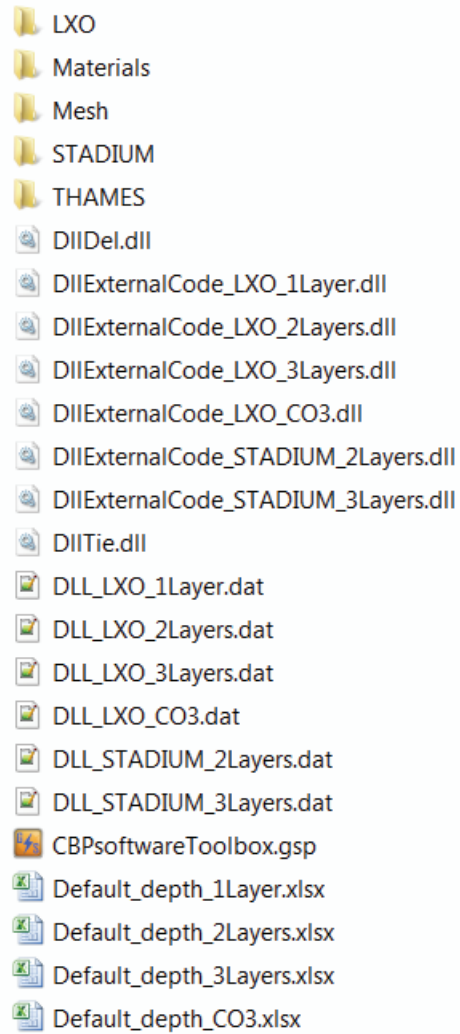 LXO
Materials
Mesh
STADIUM
THAMES
DllDel.dll
DllExternalCode_LXO_1Layer.dll
DllExternalCode_LXO_2Layers.dll
DllExternalCode_LXO_3Layers.dll
DllExternalCode_LXO_CO3.dll
DllExternalCode_STADIUM_2Layers.dll
DllExternalCode_STADIUM_3Layers.dll
DllTie.dll
DLL_LXO_1Layer.dat
DLL_LXO_2Layers.dat
DLL_LXO_3Layers.dat
DLL_LXO_CO3.dat
DLL_STADIUM_2Layers.dat
DLL_STADIUM_3Layers.dat
CBPsoftwareToolbox.gsp
Default_depth_1Layer.xlsx
Default_depth_2Layers.xlsx
Default_depth_3Layers.xlsx
Default_depth_CO3.xlsx